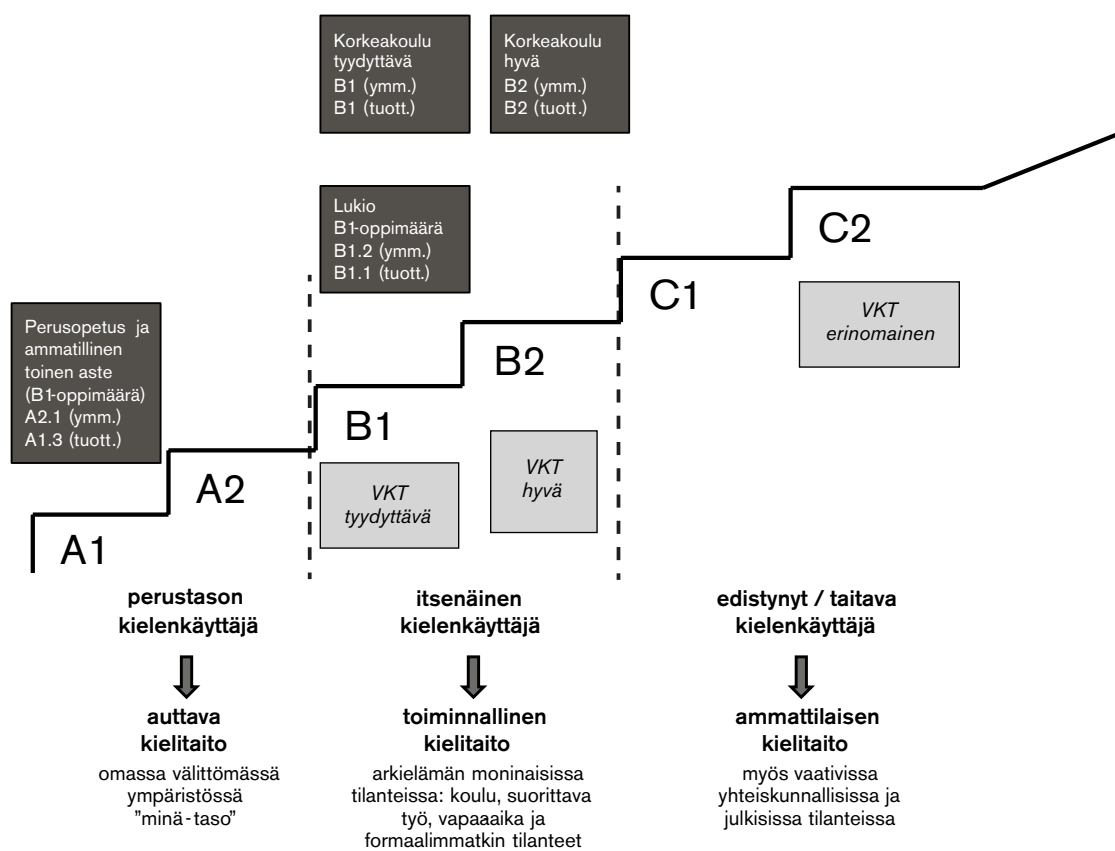 Korkeakoulu
tyydyttävä
B1 (ymm.)
B1 (tuott.)
Korkeakoulu
hyvä
B2 (ymm.)
B2 (tuott.)
Lukio
B1-oppimäärä
B1.2 (ymm.)
B1.1 (tuott.)
Perusopetus ja
ammatillinen
toinen aste
(B1-oppimäärä)
A2.1 (ymm.)
A1.3 (tuott.)
A1
A2
B1
B2
C1
C2
VKT
tyydyttävä
VKT
hyvä
VKT
erinomainen
perustason
kielenkäyttäjä
auttava
kielitaito
omassa välittömässä
ympäristössä
"minä-taso"
itsenäinen
kielenkäyttäjä
toiminnallinen
kielitaito
arkielämän moninaisissa
tilanteissa: koulu, suorittava
työ, vapaaaika ja
formaalimmatkin tilanteet
edistynyt / taitava
kielenkäyttäjä
ammattilaisen
kielitaito
myös vaativissa
yhteiskunnallisissa ja
julkisissa tilanteissa